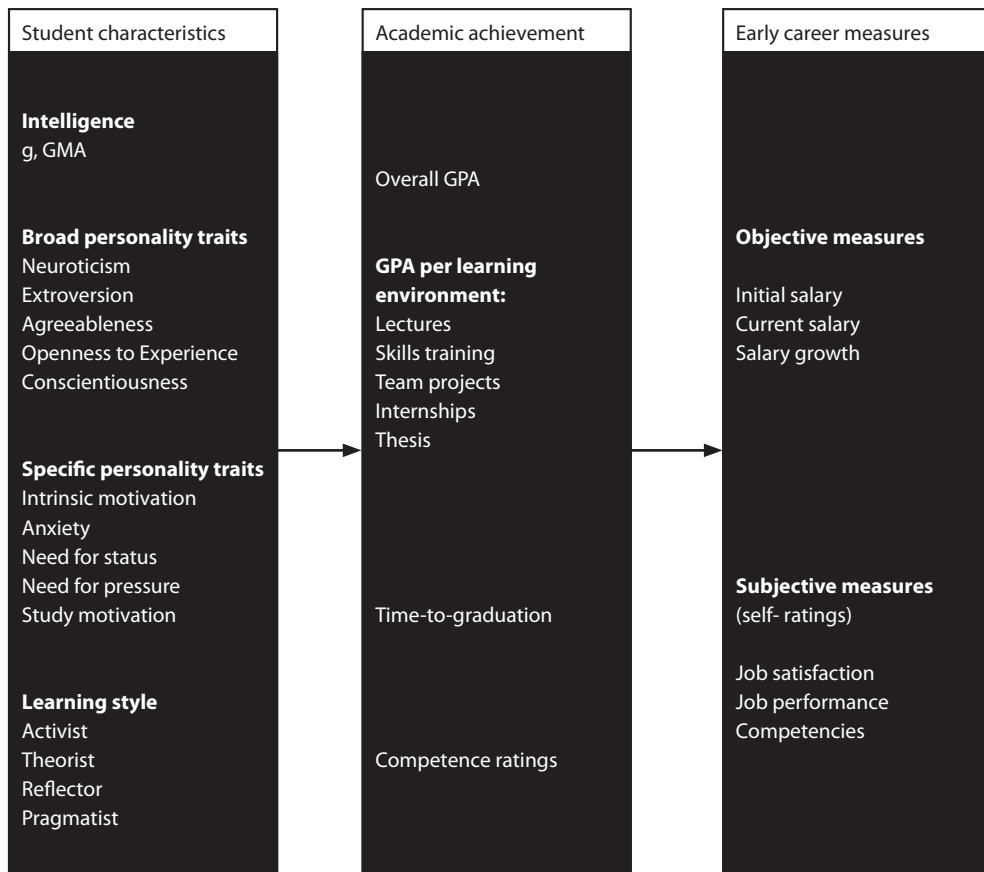 Student characteristics
Intelligence
g, GMA
Broad personality traits
Neuroticism
Extroversion
Agreeableness
Openness to Experience
Conscientiousness
Specific personality traits
Intrinsic motivation
Anxiety
Need for status
Need for pressure
Study motivation
Learning style
Activist
Theorist
Reflector
Pragmatist
Academic achievement
Overall GPA
GPA per learning
environment:
Lectures
Skills training
Team projects
Internships
Thesis
Time-to-graduation
Competence ratings
Early career measures
Objective measures
Initial salary
Current salary
Salary growth
Subjective measures
(self- ratings)
Job satisfaction
Job performance
Competencies